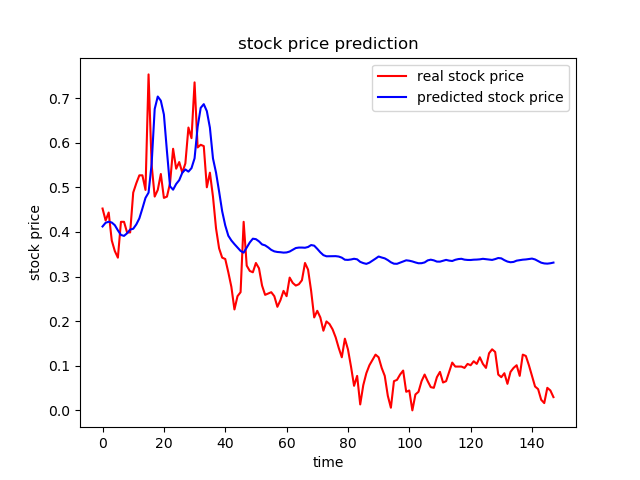 stock price prediction
real stock price
predicted stock price
stock price
0.7
0.6
0.5
0.4
0.3
0.2
0.1
0.0
0 20 40 60 80 100 120 140
time